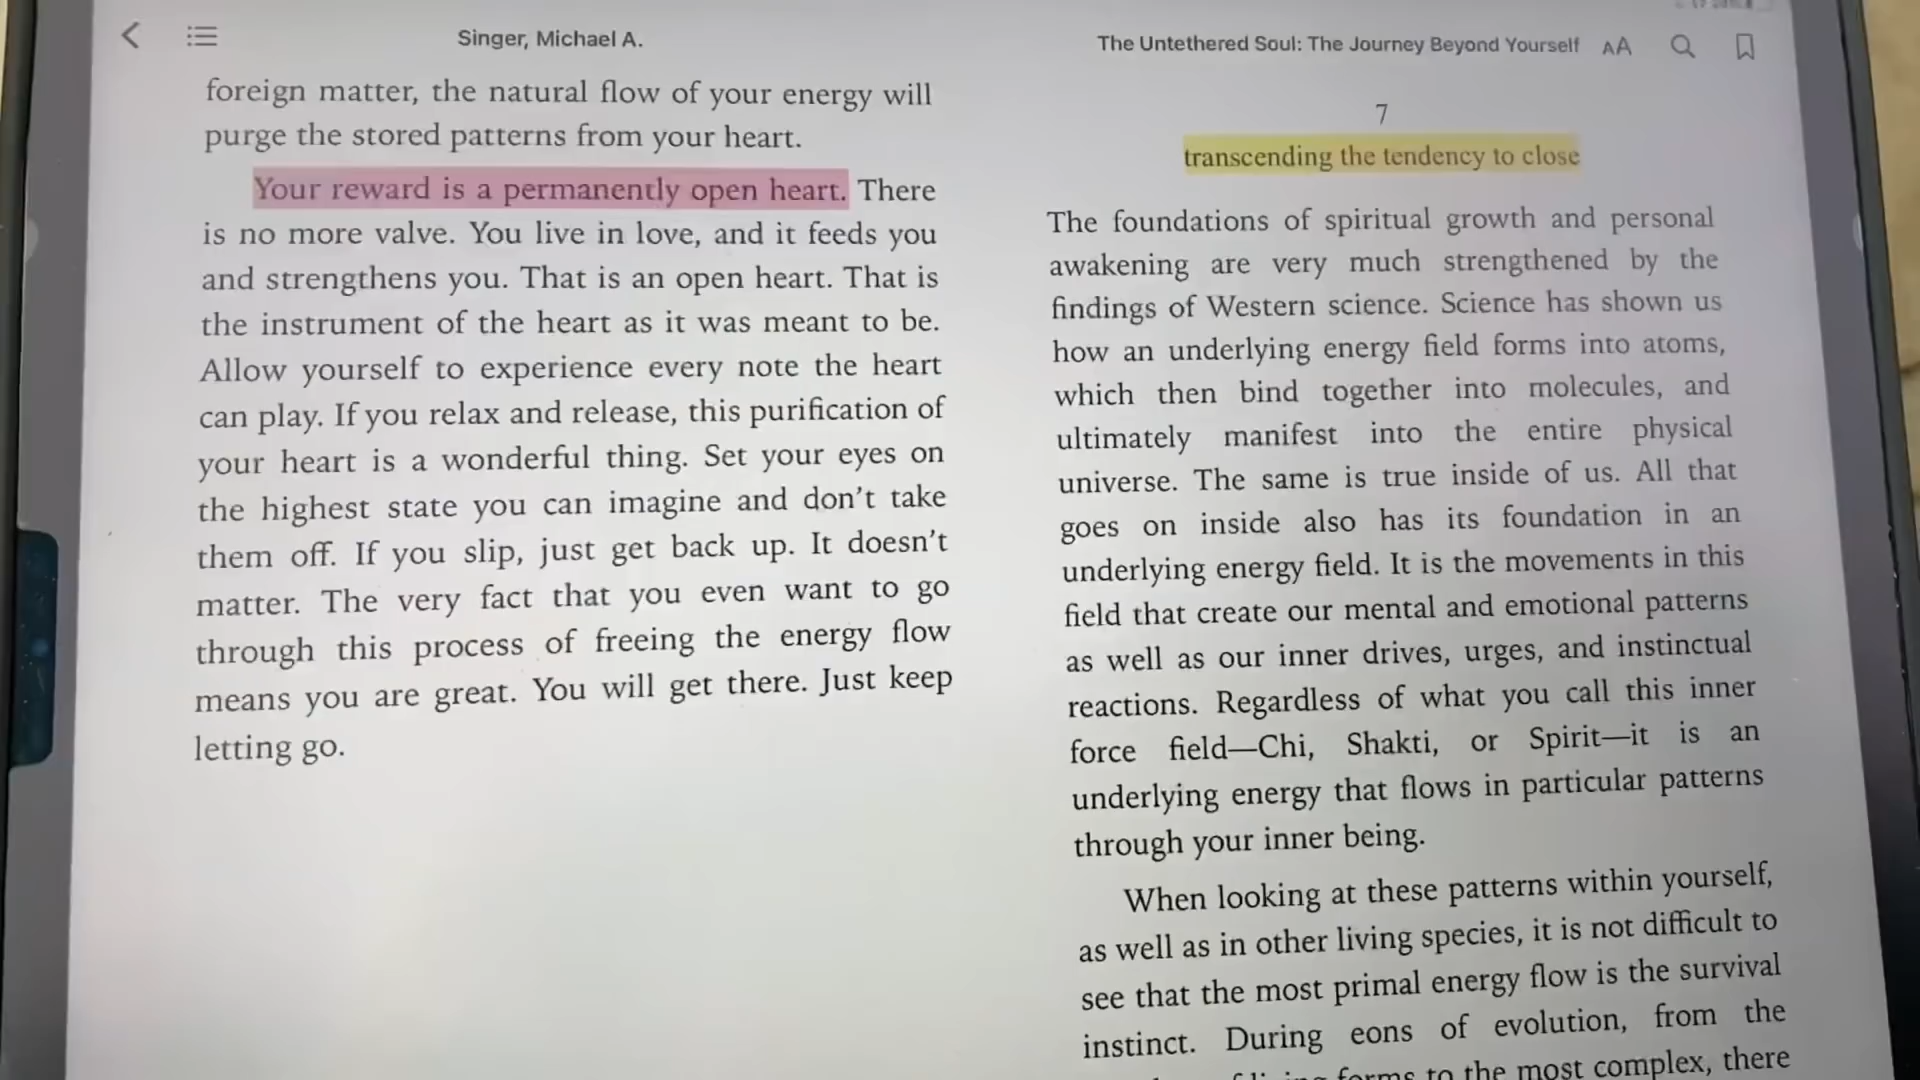 Singer, Michael A.
foreign matter, the natural flow of your energy will
purge the stored patterns from your heart.
Your reward is a permanently open heart. There
is no more valve. You live in love, and it feeds you
and strengthens you. That is an open heart. That is
the instrument of the heart as it was meant to be.
Allow yourself to experience every note the heart
can play. If you relax and release, this purification of
your heart is a wonderful thing. Set your eyes on
the highest state you can imagine and don’t take
them off. If you slip, just get back up. It doesn’t
matter. The very fact that you even want to go
through this process of freeing the energy flow
means you are great. You will get there. Just keep
letting go.
The Untethered Soul: The Journey Beyond Yourself
AA
7
transcending the tendency to close
The foundations of spiritual growth and personal
awakening are very much strengthened by the
findings of Western science. Science has shown us
how an underlying energy field forms into atoms,
which then bind together into molecules, and
ultimately manifest into the entire physical
universe. The same is true inside of us. All that
goes on inside also has its foundation in an
underlying energy field. It is the movements in this
field that create our mental and emotional patterns
as well as our inner drives, urges, and instinctual
reactions. Regardless of what you call this inner
force field—Chi, Shakti, or Spirit—it is an
underlying energy that flows in particular patterns
through your inner being.
When looking at these patterns within yourself,
as well as in other living species, it is not difficult to
see that the most primal energy flow is the survival
instinct. During eons of evolution, from the
forms to the most complex, there